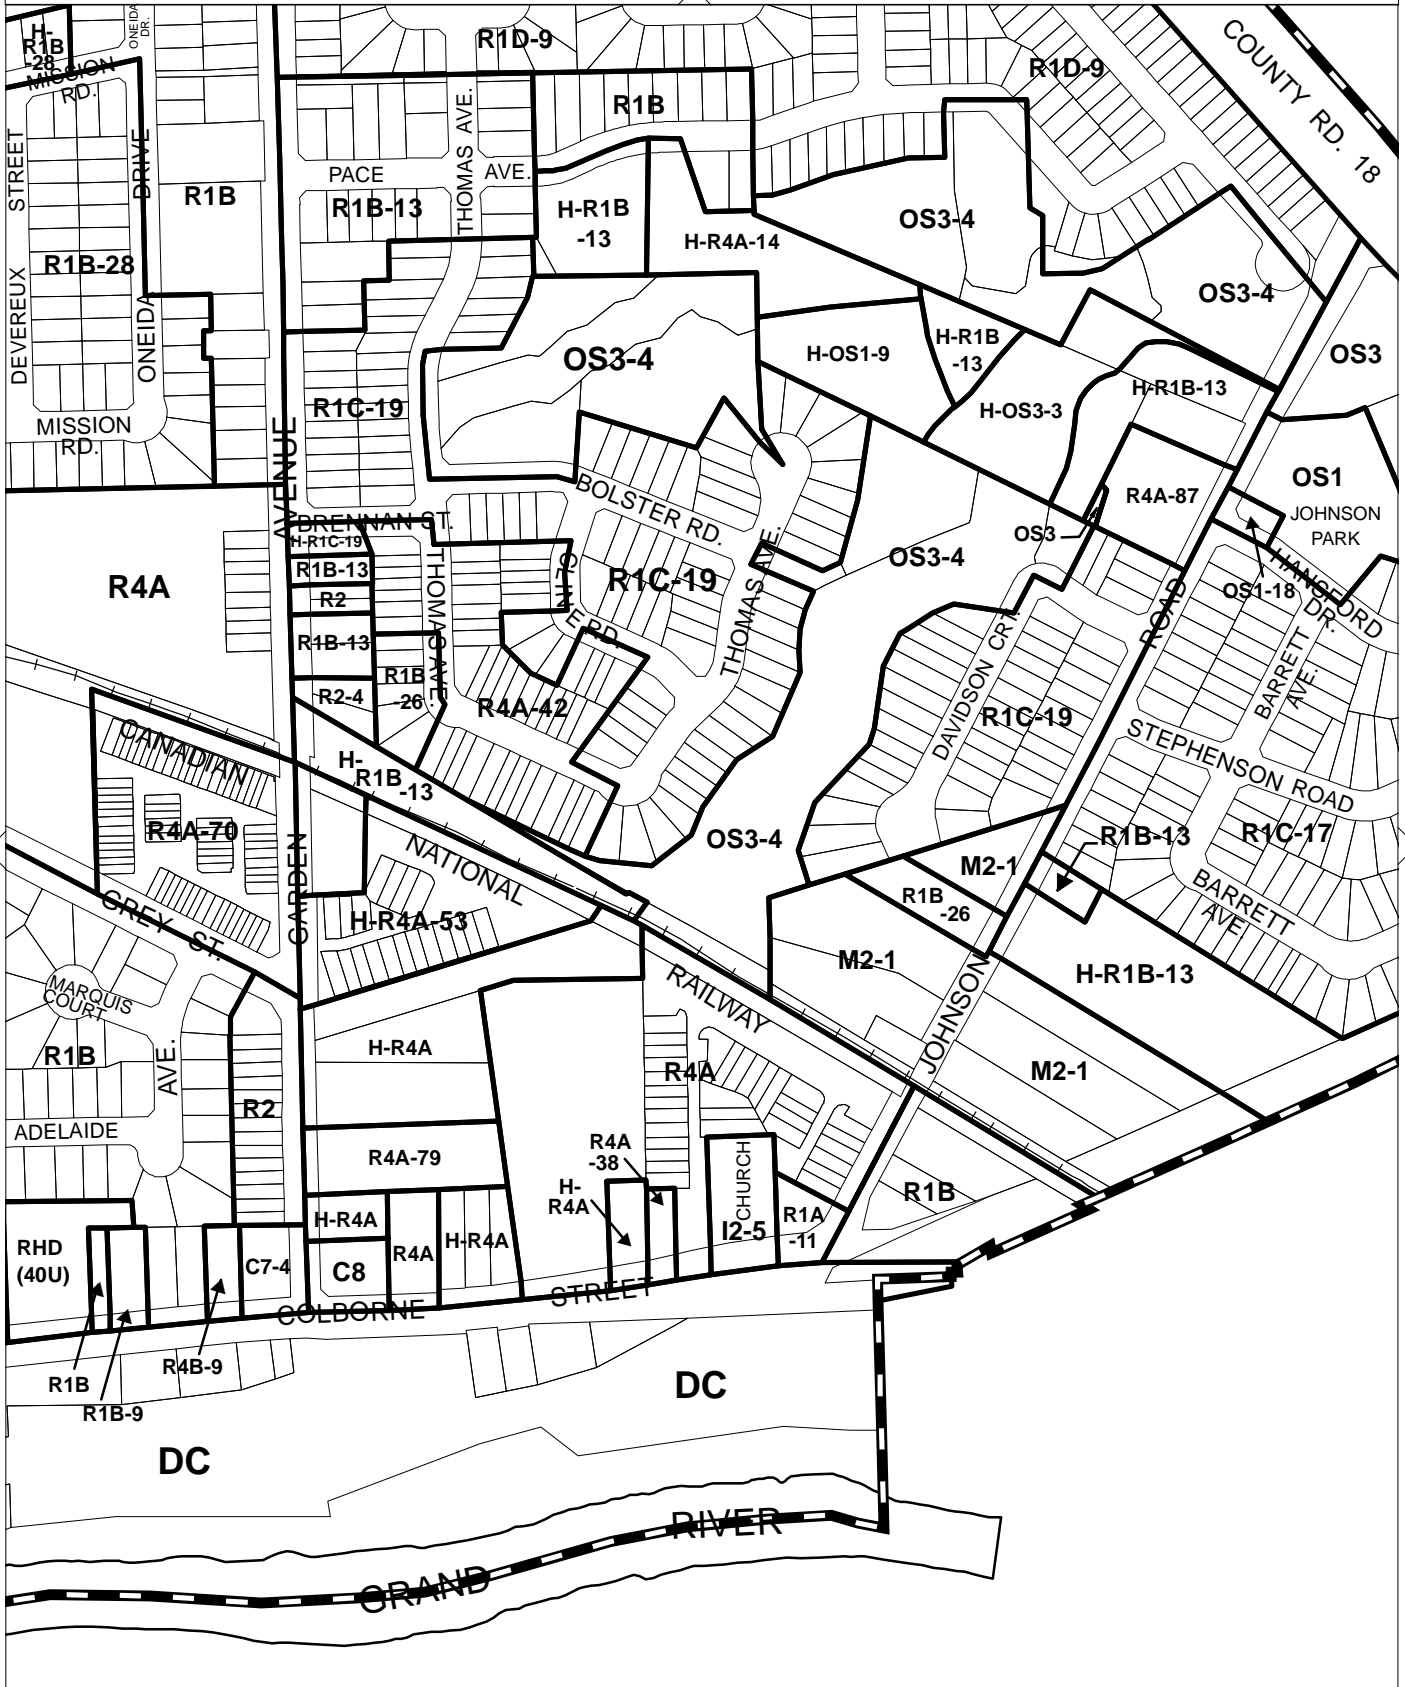 H-
R1B
-28
ONEIDA
DR.
R1D-9
R1D-9
COUNTY RD. 18
MISSION
RD.
R1B
THOMAS AVE.
STREET
DRIVE
PACE
AVE.
R1B
R1B-13
H-R1B
-13
H-R4A-14
OS3-4
R1B-28
DEVEREUX
ONEIDA
OS3-4
OS3-4
H-OS1-9
H-R1B
-13
OS3
H-R1B-13
R1C-19
H-OS3-3
MISSION
RD.
AVENUE
BOLSTER RD.
R4A-87
OS1
JOHNSON
PARK
BRENNAN ST.
H-R1C-19
OS3
OS3-4
R1B-13
R4A
R2
THOMAS AVE.
R1C-19
THOMAS AVE.
OS1-18
HANSFORD
DR.
R1B-13
RD.
ROAD
R1B
-26
R2-4
R4A-42
DAVIDSON CRT.
R1C-19
BARRETT
AVE.
CANADIAN
STEPHENSON ROAD
H-
R1B
-13
R4A-70
GARDEN
NATIONAL
OS3-4
M2-1
R1B-13
R1C-17
R1B
-26
GREY ST.
H-R4A-53
BARRETT
AVE.
M2-1
H-R1B-13
MARQUIS
COURT
RAILWAY
JOHNSON
R1B
AVE.
H-R4A
R4A
M2-1
R2
ADELAIDE
R4A-79
R4A
-38
CHURCH
H-
R4A
R1B
H-R4A
R4A
H-R4A
I2-5
R1A
-11
RHD
(40U)
C7-4
C8
COLBORNE
STREET
R1B
R4B-9
R1B-9
DC
DC
GRAND
RIVER